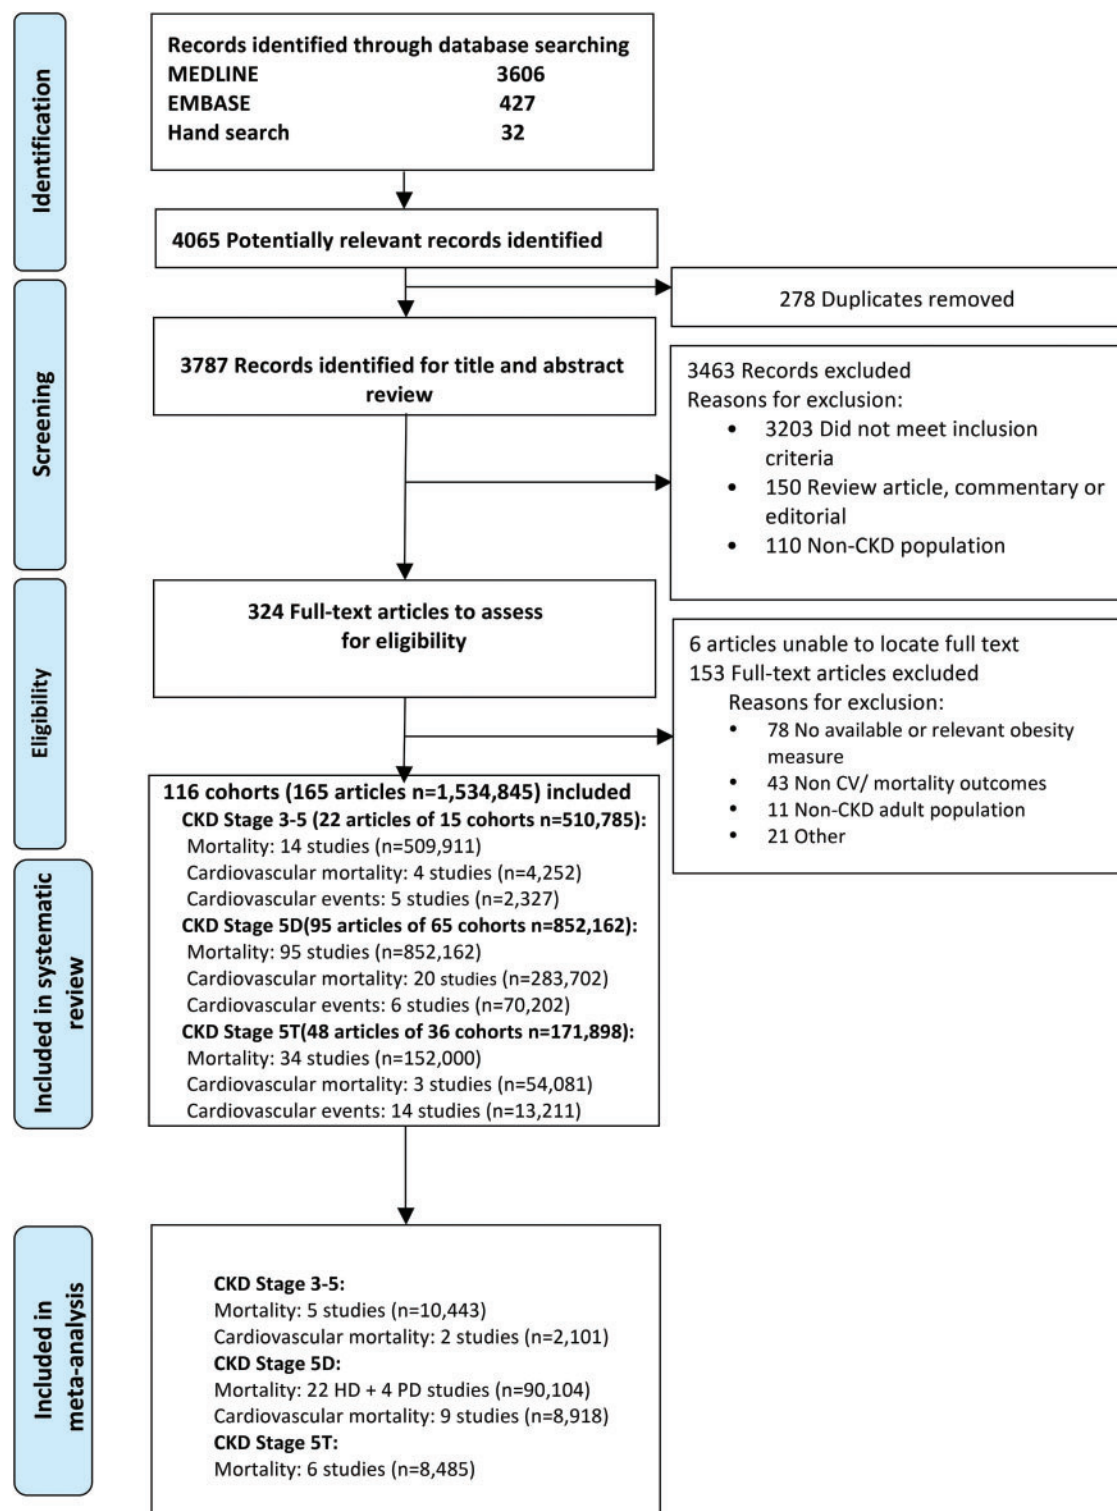 Identification
Records identified through database searching
MEDLINE 3606
EMBASE 427
Hand search 32
4065 Potentially relevant records identified
Screening
278 Duplicates removed
3787 Records identified for title and abstract
review
3463 Records excluded
Reasons for exclusion:
• 3203 Did not meet inclusion
criteria
• 150 Review article, commentary or
editorial
• 110 Non-CKD population
Eligibility
324 Full-text articles to assess
for eligibility
6 articles unable to locate full text
153 Full-text articles excluded
Reasons for exclusion:
• 78 No available or relevant obesity
measure
• 43 Non CV/ mortality outcomes
• 11 Non-CKD adult population
• 21 Other
Included in systematic
review
116 cohorts (165 articles n=1,534,845) included
CKD Stage 3-5 (22 articles of 15 cohorts n=510,785):
Mortality: 14 studies (n=509,911)
Cardiovascular mortality: 4 studies (n=4,252)
Cardiovascular events: 5 studies (n=2,327)
CKD Stage 5D(95 articles of 65 cohorts n=852,162):
Mortality: 95 studies (n=852,162)
Cardiovascular mortality: 20 studies (n=283,702)
Cardiovascular events: 6 studies (n=70,202)
CKD Stage 5T(48 articles of 36 cohorts n=171,898):
Mortality: 34 studies (n=152,000)
Cardiovascular mortality: 3 studies (n=54,081)
Cardiovascular events: 14 studies (n=13,211)
Included in
meta-analysis
CKD Stage 3-5:
Mortality: 5 studies (n=10,443)
Cardiovascular mortality: 2 studies (n=2,101)
CKD Stage 5D:
Mortality: 22 HD + 4 PD studies (n=90,104)
Cardiovascular mortality: 9 studies (n=8,918)
CKD Stage 5T:
Mortality: 6 studies (n=8,485)